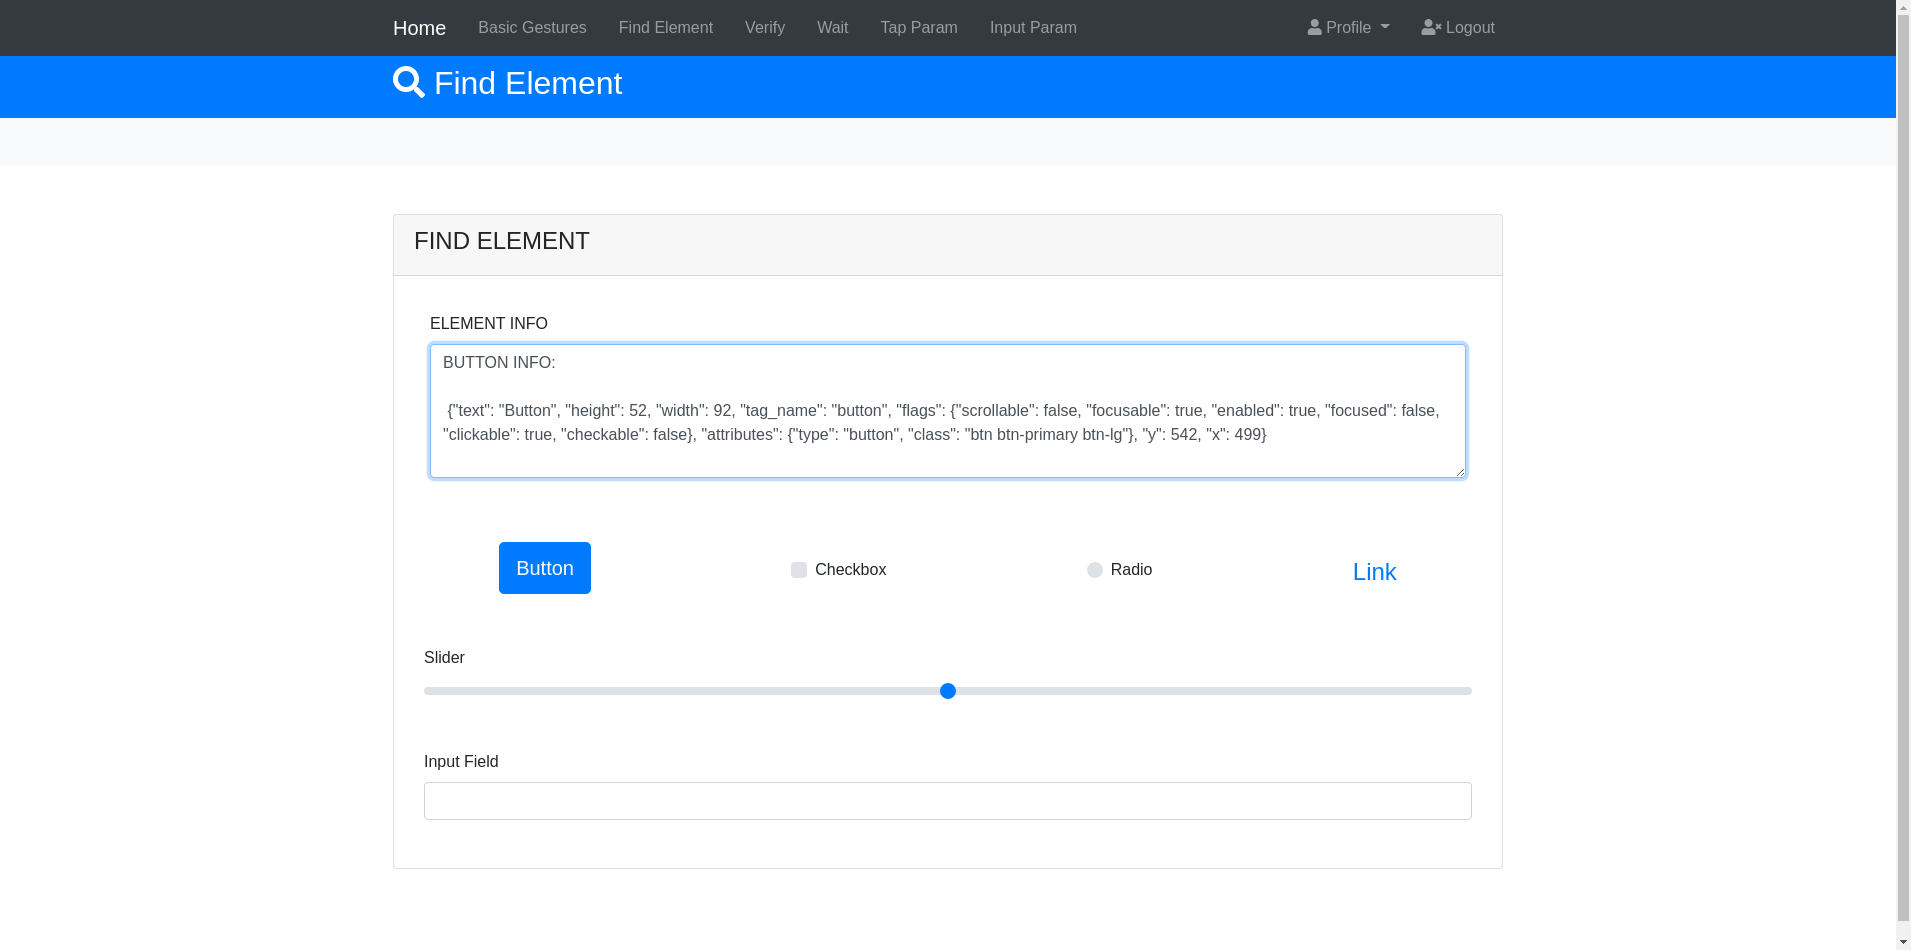 Home Basic Gestures Find Element Verify Wait Tap Param Input Param Profile Logout
Find Element
FIND ELEMENT
ELEMENT INFO
BUTTON INFO:
{"text": "Button", "height": 52, "width": 92, "tag_name": "button", "flags": {"scrollable": false, "focusable": true, "enabled": true, "focused": false,
"clickable": true, "checkable": false}, "attributes": {"type": "button", "class": "btn btn-primary btn-lg"}, "y": 542, "x": 499}
Button Checkbox Radio Link
Slider
Input Field